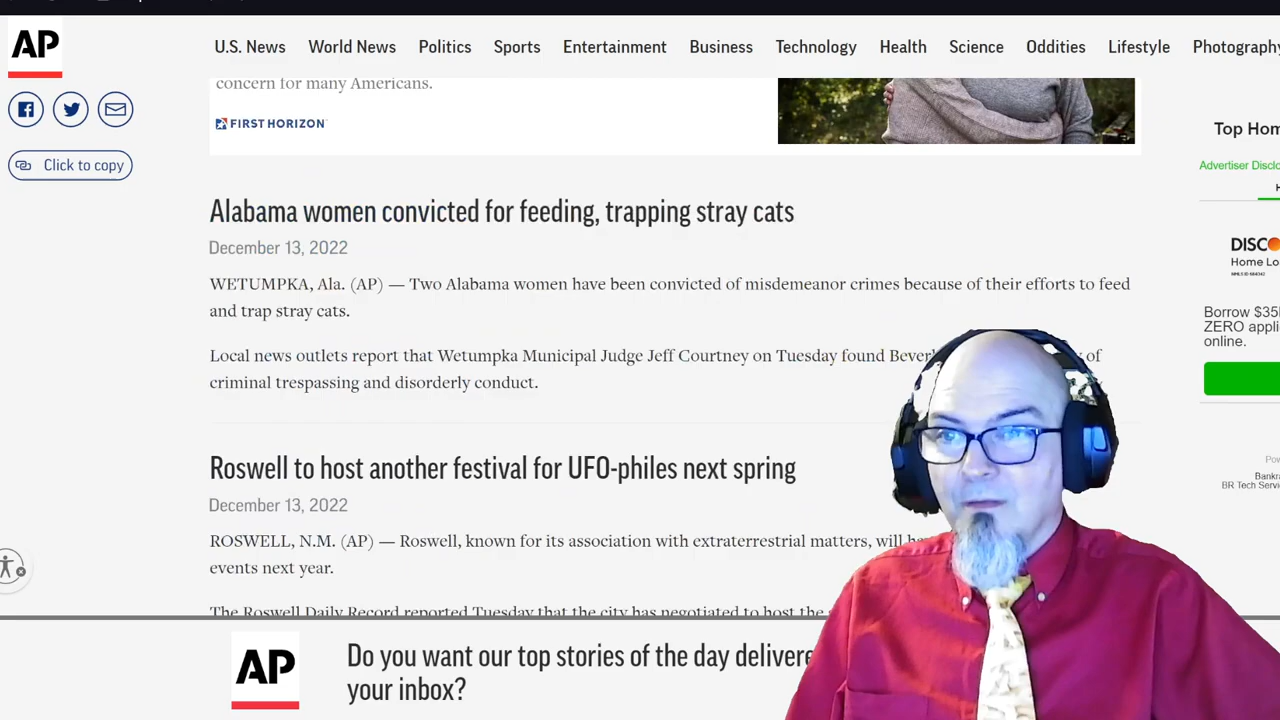 AP
U.S. News World News Politics Sports Entertainment Business Technology Health Science Oddities Lifestyle Photography
concern for many Americans.
FIRST HORIZON
Click to copy
Top Hom
Advertiser Disclo
Alabama women convicted for feeding, trapping stray cats
December 13, 2022
DISCO
Home Lo
WETUMPKA, Ala. (AP) — Two Alabama women have been convicted of misdemeanor crimes because of their efforts to feed
and trap stray cats.
Borrow $35
ZERO appli
online.
Local news outlets report that Wetumpka Municipal Judge Jeff Courtney on Tuesday found Bever of
criminal trespassing and disorderly conduct.
Roswell to host another festival for UFO-philes next spring
December 13, 2022
Bankra
BR Tech Servi
ROSWELL, N.M. (AP) — Roswell, known for its association with extraterrestrial matters, will ha
events next year.
The Roswell Daily Record reported Tuesday that the city has negotiated to host the
AP
Do you want our top stories of the day delivere
your inbox?